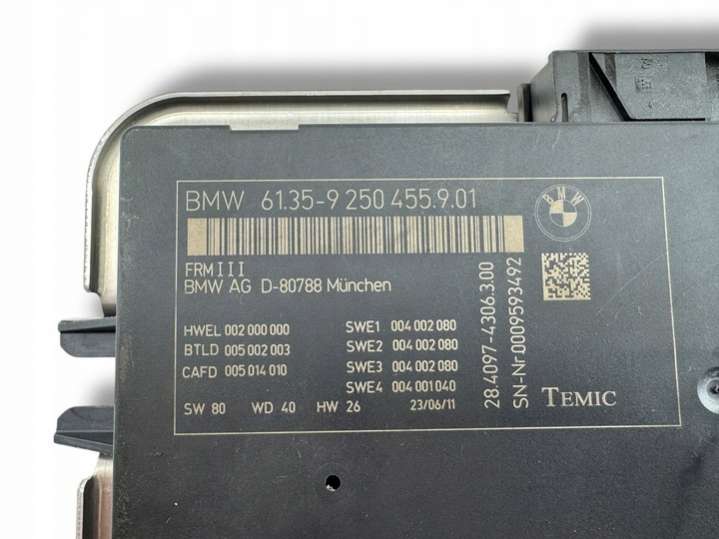 BMW 61.35-9 250 455.9.01
BMW
FRMIII
BMW AG D-80788 München
HWEL 002 000 000
BTLD 005 002 003
CAFD 005 014 010
SWE1 004 002 080
SWE2 004 002 080
SWE3 004 002 080
SWE4 004 001 040
SW 80 WD 40 HW 26 23/06/11
28.4097-4306.3.00
SN-Nr0009593492
TEMIC